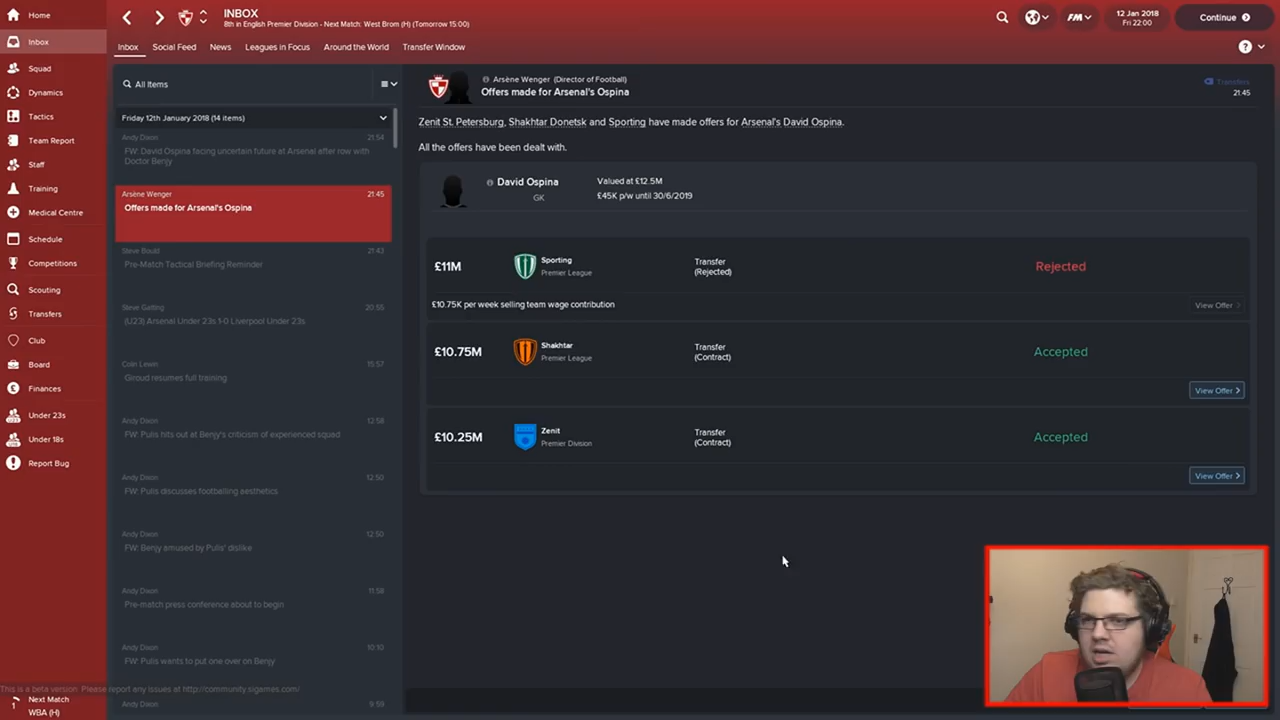 Home
Inbox
Squad
Dynamics
Tactics
Team Report
Staff
Training
Medical Centre
Schedule
Competitions
Scouting
Transfers
Club
Board
Finances
Under 23s
Under 18s
Report Bug
1
Next Match
WBA (H)
INBOX
8th in English Premier Division - Next Match: West Brom (H) (Tomorrow 15:00)
FM
12 Jan 2018
Fri 22:00
Continue
Inbox
Social Feed
News
Leagues in Focus
Around the World
Transfer Window
?
All Items
Friday 12th January 2018 (14 items)
Andy Dixon 21:54
FW: David Ospina facing uncertain future at Arsenal after row with
Doctor Benjy
Arsène Wenger 21:45
Offers made for Arsenal's Ospina
Steve Bould 21:43
Pre-Match Tactical Briefing Reminder
Steve Gatting 20:55
(U23) Arsenal Under 23s 1-0 Liverpool Under 23s
Colin Lewin 15:57
Giroud resumes full training
Andy Dixon 12:58
FW: Pulis hits out at Benjy's criticism of experienced squad
Andy Dixon 12:50
FW: Pulis discusses footballing aesthetics
Andy Dixon 12:50
FW: Benjy amused by Pulis' dislike
Andy Dixon 11:58
Pre-match press conference about to begin
Andy Dixon 10:10
FW: Pulis wants to put one over on Benjy
This is a beta version. Please report any issues at http://community.sigames.com/
Andy Dixon 9:59
Arsène Wenger (Director of Football)
Offers made for Arsenal's Ospina
Transfers
21:45
Zenit St. Petersburg, Shakhtar Donetsk and Sporting have made offers for Arsenal's David Ospina.
All the offers have been dealt with.
David Ospina
GK
Valued at £12.5M
£45K p/w until 30/6/2019
£11M
Sporting
Premier League
Transfer
(Rejected)
Rejected
£10.75K per week selling team wage contribution
View Offer >
£10.75M
Shakhtar
Premier League
Transfer
(Contract)
Accepted
View Offer >
£10.25M
Zenit
Premier Division
Transfer
(Contract)
Accepted
View Offer >